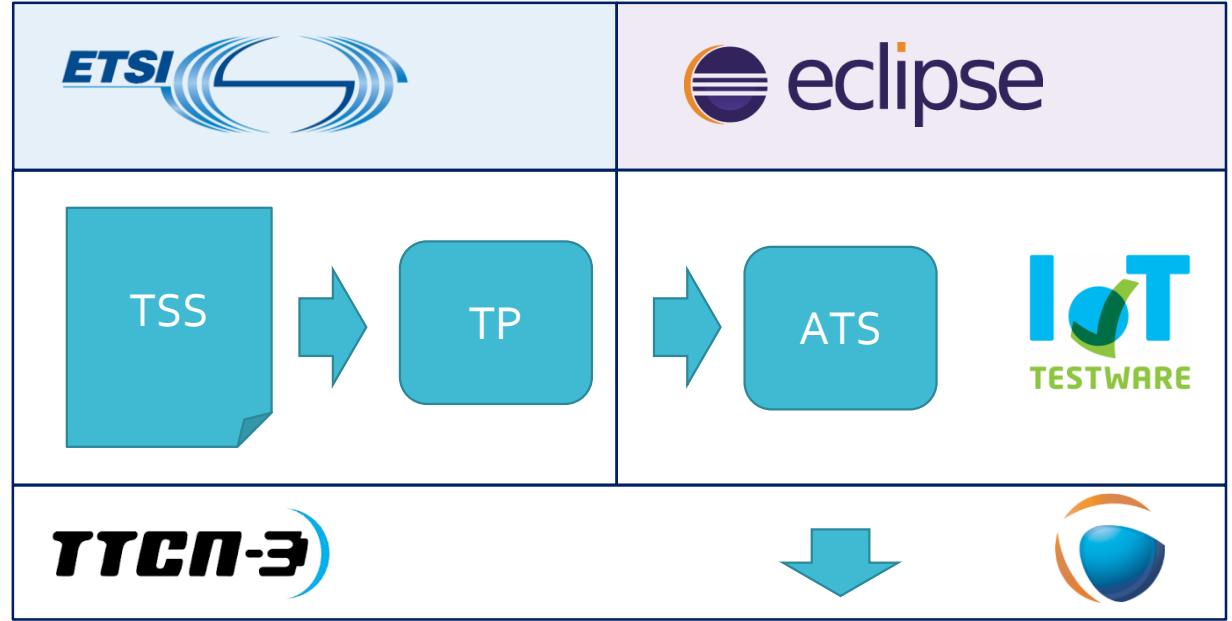 ETSI
eclipse
TSS
TP
ATS
IoT
TESTWARE
TTCN-3